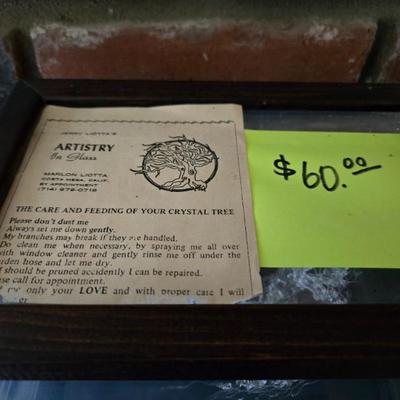 JERRY LIOTTA'S
ARTISTRY
In Glass
MARLON LIOTTA
COSTA MESA, CALIF.
BY APPOINTMENT
(714) 979-0718
THE CARE AND FEEDING OF YOUR CRYSTAL TREE
Please don't dust me
Always set me down gently.
My branches may break if they are handled.
Do clean me when necessary, by spraying me all over
with window cleaner and gently rinse me off under the
rden hose and let me dry.
I should be pruned accidently I can be repaired.
se call for appointment.
only your LOVE and with proper care I will
er
$60.00